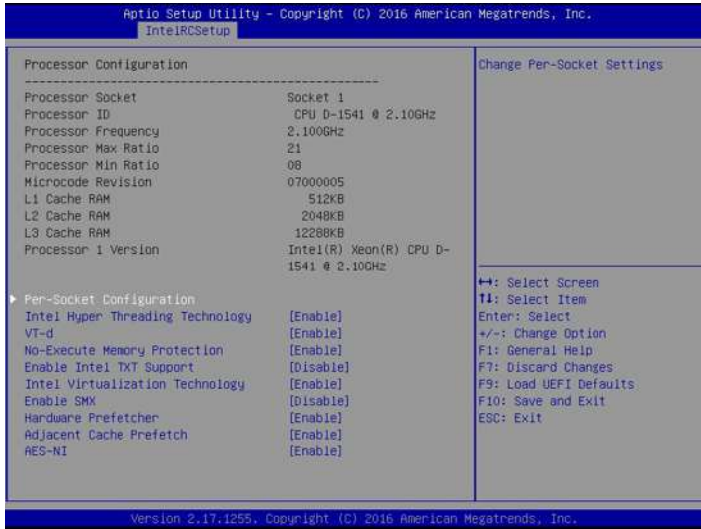 Aptio Setup Utility – Copyright (C) 2016 American Megatrends, Inc.
IntelRCSetup
Processor Configuration
--------------------------------------------------
Processor Socket Socket 1
Processor ID CPU D-1541 @ 2.10GHz
Processor Frequency 2.100GHz
Processor Max Ratio 21
Processor Min Ratio 08
Microcode Revision 07000005
L1 Cache RAM 512KB
L2 Cache RAM 2048KB
L3 Cache RAM 12288KB
Processor 1 Version Intel(R) Xeon(R) CPU D-
1541 @ 2.10GHz
Per-Socket Configuration
Intel Hyper Threading Technology [Enable]
VT-d [Enable]
No-Execute Memory Protection [Enable]
Enable Intel TXT Support [Disable]
Intel Virtualization Technology [Enable]
Enable SMX [Disable]
Hardware Prefetcher [Enable]
Adjacent Cache Prefetch [Enable]
AES-NI [Enable]
Change Per-Socket Settings
↔: Select Screen
↑↓: Select Item
Enter: Select
+/-: Change Option
F1: General Help
F7: Discard Changes
F9: Load UEFI Defaults
F10: Save and Exit
ESC: Exit
Version 2.17.1255. Copyright (C) 2016 American Megatrends, Inc.